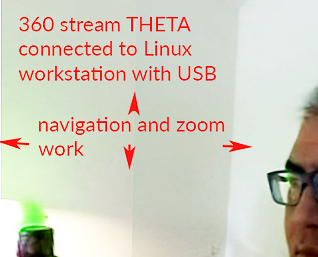 360 stream THETA
connected to Linux
workstation with USB
navigation and zoom
work